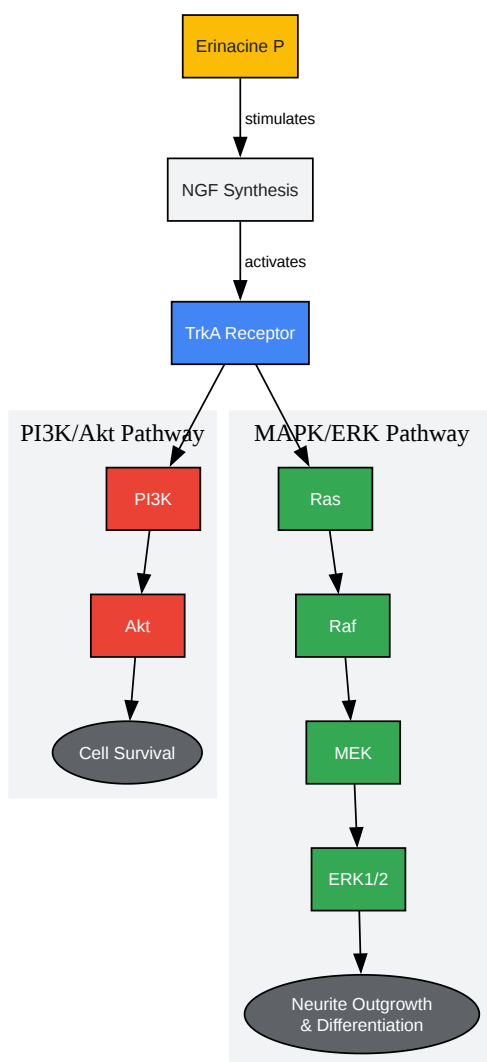 Erinacine P
stimulates
NGF Synthesis
activates
TrkA Receptor
PI3K/Akt Pathway
PI3K
Akt
Cell Survival
MAPK/ERK Pathway
Ras
Raf
MEK
ERK1/2
Neurite Outgrowth
& Differentiation